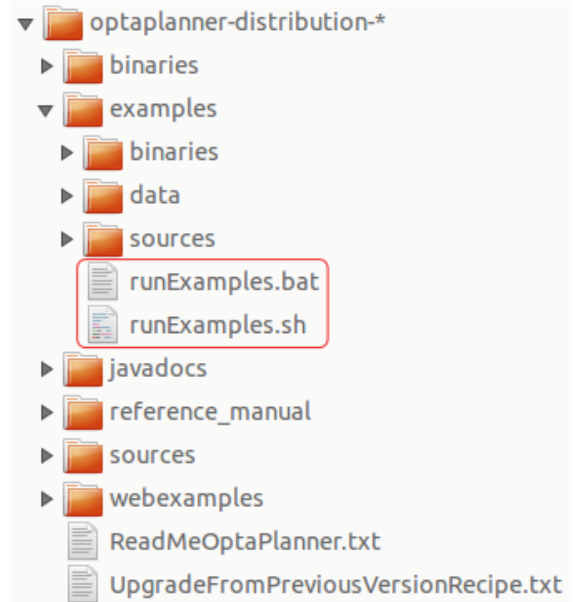 optaplanner-distribution-*
binaries
examples
binaries
data
sources
runExamples.bat
runExamples.sh
javadocs
reference_manual
sources
webexamples
ReadMeOptaPlanner.txt
UpgradeFromPreviousVersionRecipe.txt